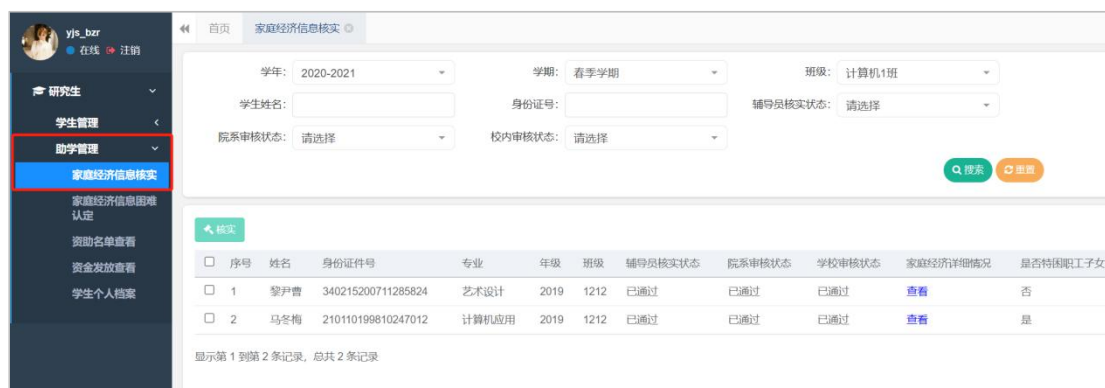 yjs_bzr
在线 注销
研究生
学生管理
助学管理
家庭经济信息核实
家庭经济信息困难
认定
资助名单查看
资金发放查看
学生个人档案
首页 家庭经济信息核实
学年: 2020-2021 学期: 春季学期 班级: 计算机1班
学生姓名: 身份证号: 辅导员核实状态: 请选择
院系审核状态: 请选择 校内审核状态: 请选择
搜索 重置
核实
序号 姓名 身份证件号 专业 年级 班级 辅导员核实状态 院系审核状态 学校审核状态 家庭经济详细情况 是否特困职工子女
1 黎尹曹 340215200711285824 艺术设计 2019 1212 已通过 已通过 已通过 查看 否
2 马冬梅 210110199810247012 计算机应用 2019 1212 已通过 已通过 已通过 查看 是
显示第 1 到第 2 条记录，总共 2 条记录